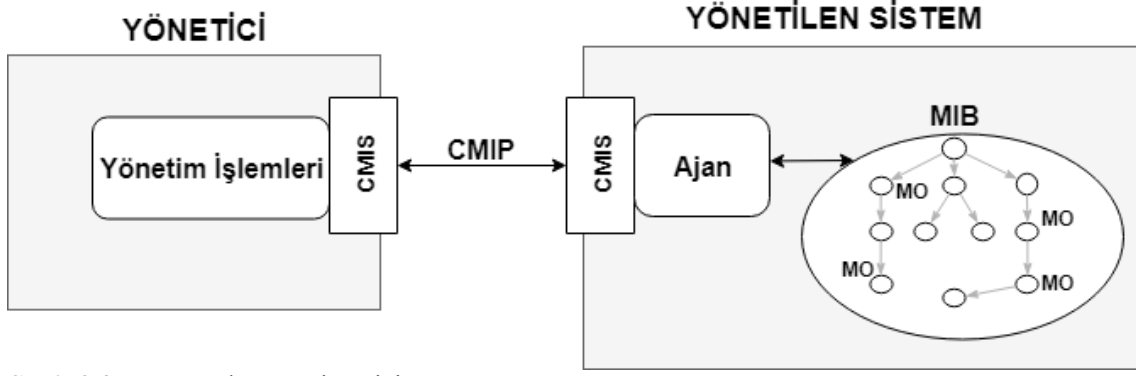 YÖNETİCİ
YÖNETİLEN SİSTEM
Yönetim İşlemleri
CMIS
CMIP
CMIS
Ajan
MIB
MO
MO
MO
MO